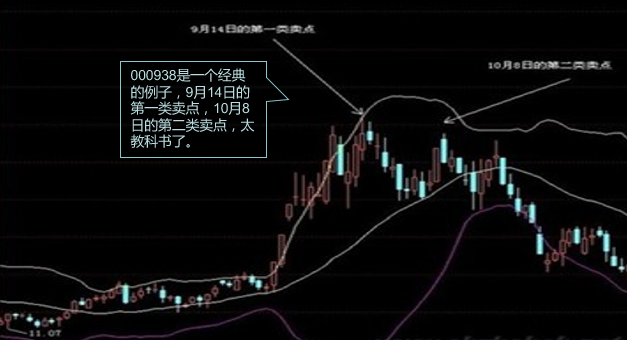 9月14日的第一类卖点
10月8日的第二类卖点
000938是一个经典
的例子，9月14日的
第一类卖点，10月8
日的第二类卖点，太
教科书了。
11.07